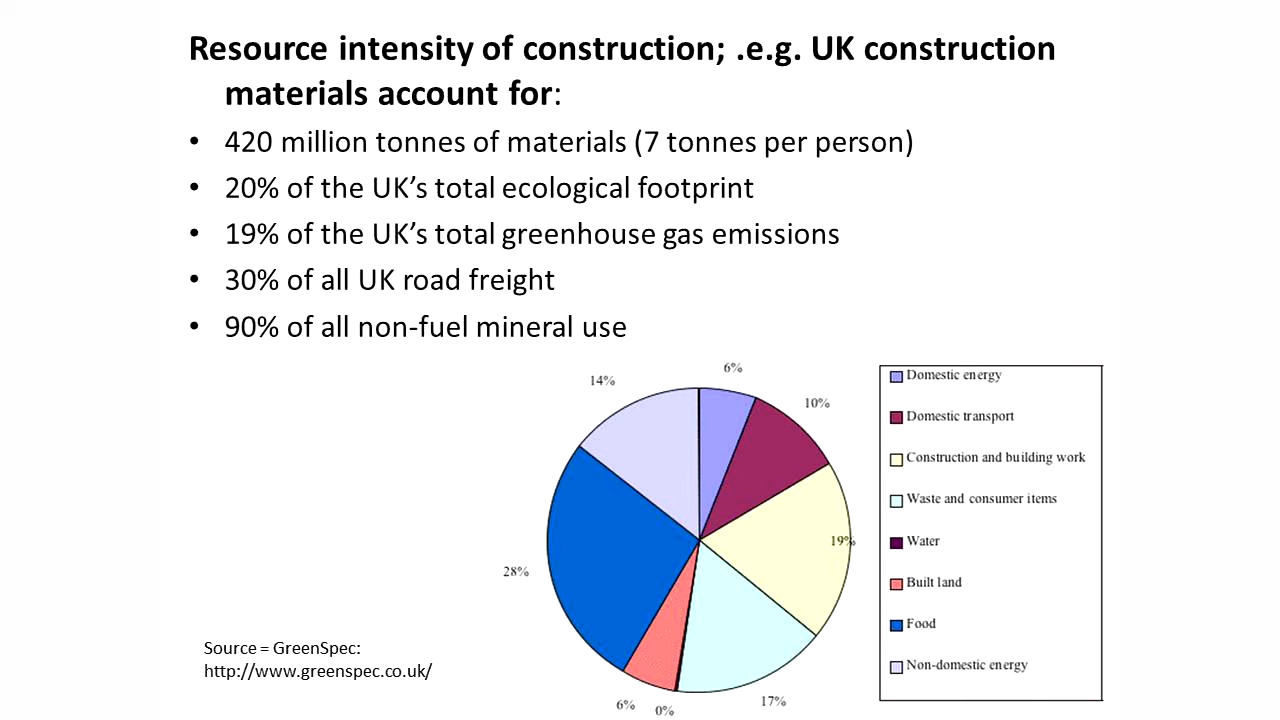 Resource intensity of construction; .e.g. UK construction
materials account for:
• 420 million tonnes of materials (7 tonnes per person)
• 20% of the UK’s total ecological footprint
• 19% of the UK’s total greenhouse gas emissions
• 30% of all UK road freight
• 90% of all non-fuel mineral use
6%
14%
10%
19%
28%
6%
0%
17%
Domestic energy
Domestic transport
Construction and building work
Waste and consumer items
Water
Built land
Food
Non-domestic energy
Source = GreenSpec:
http://www.greenspec.co.uk/